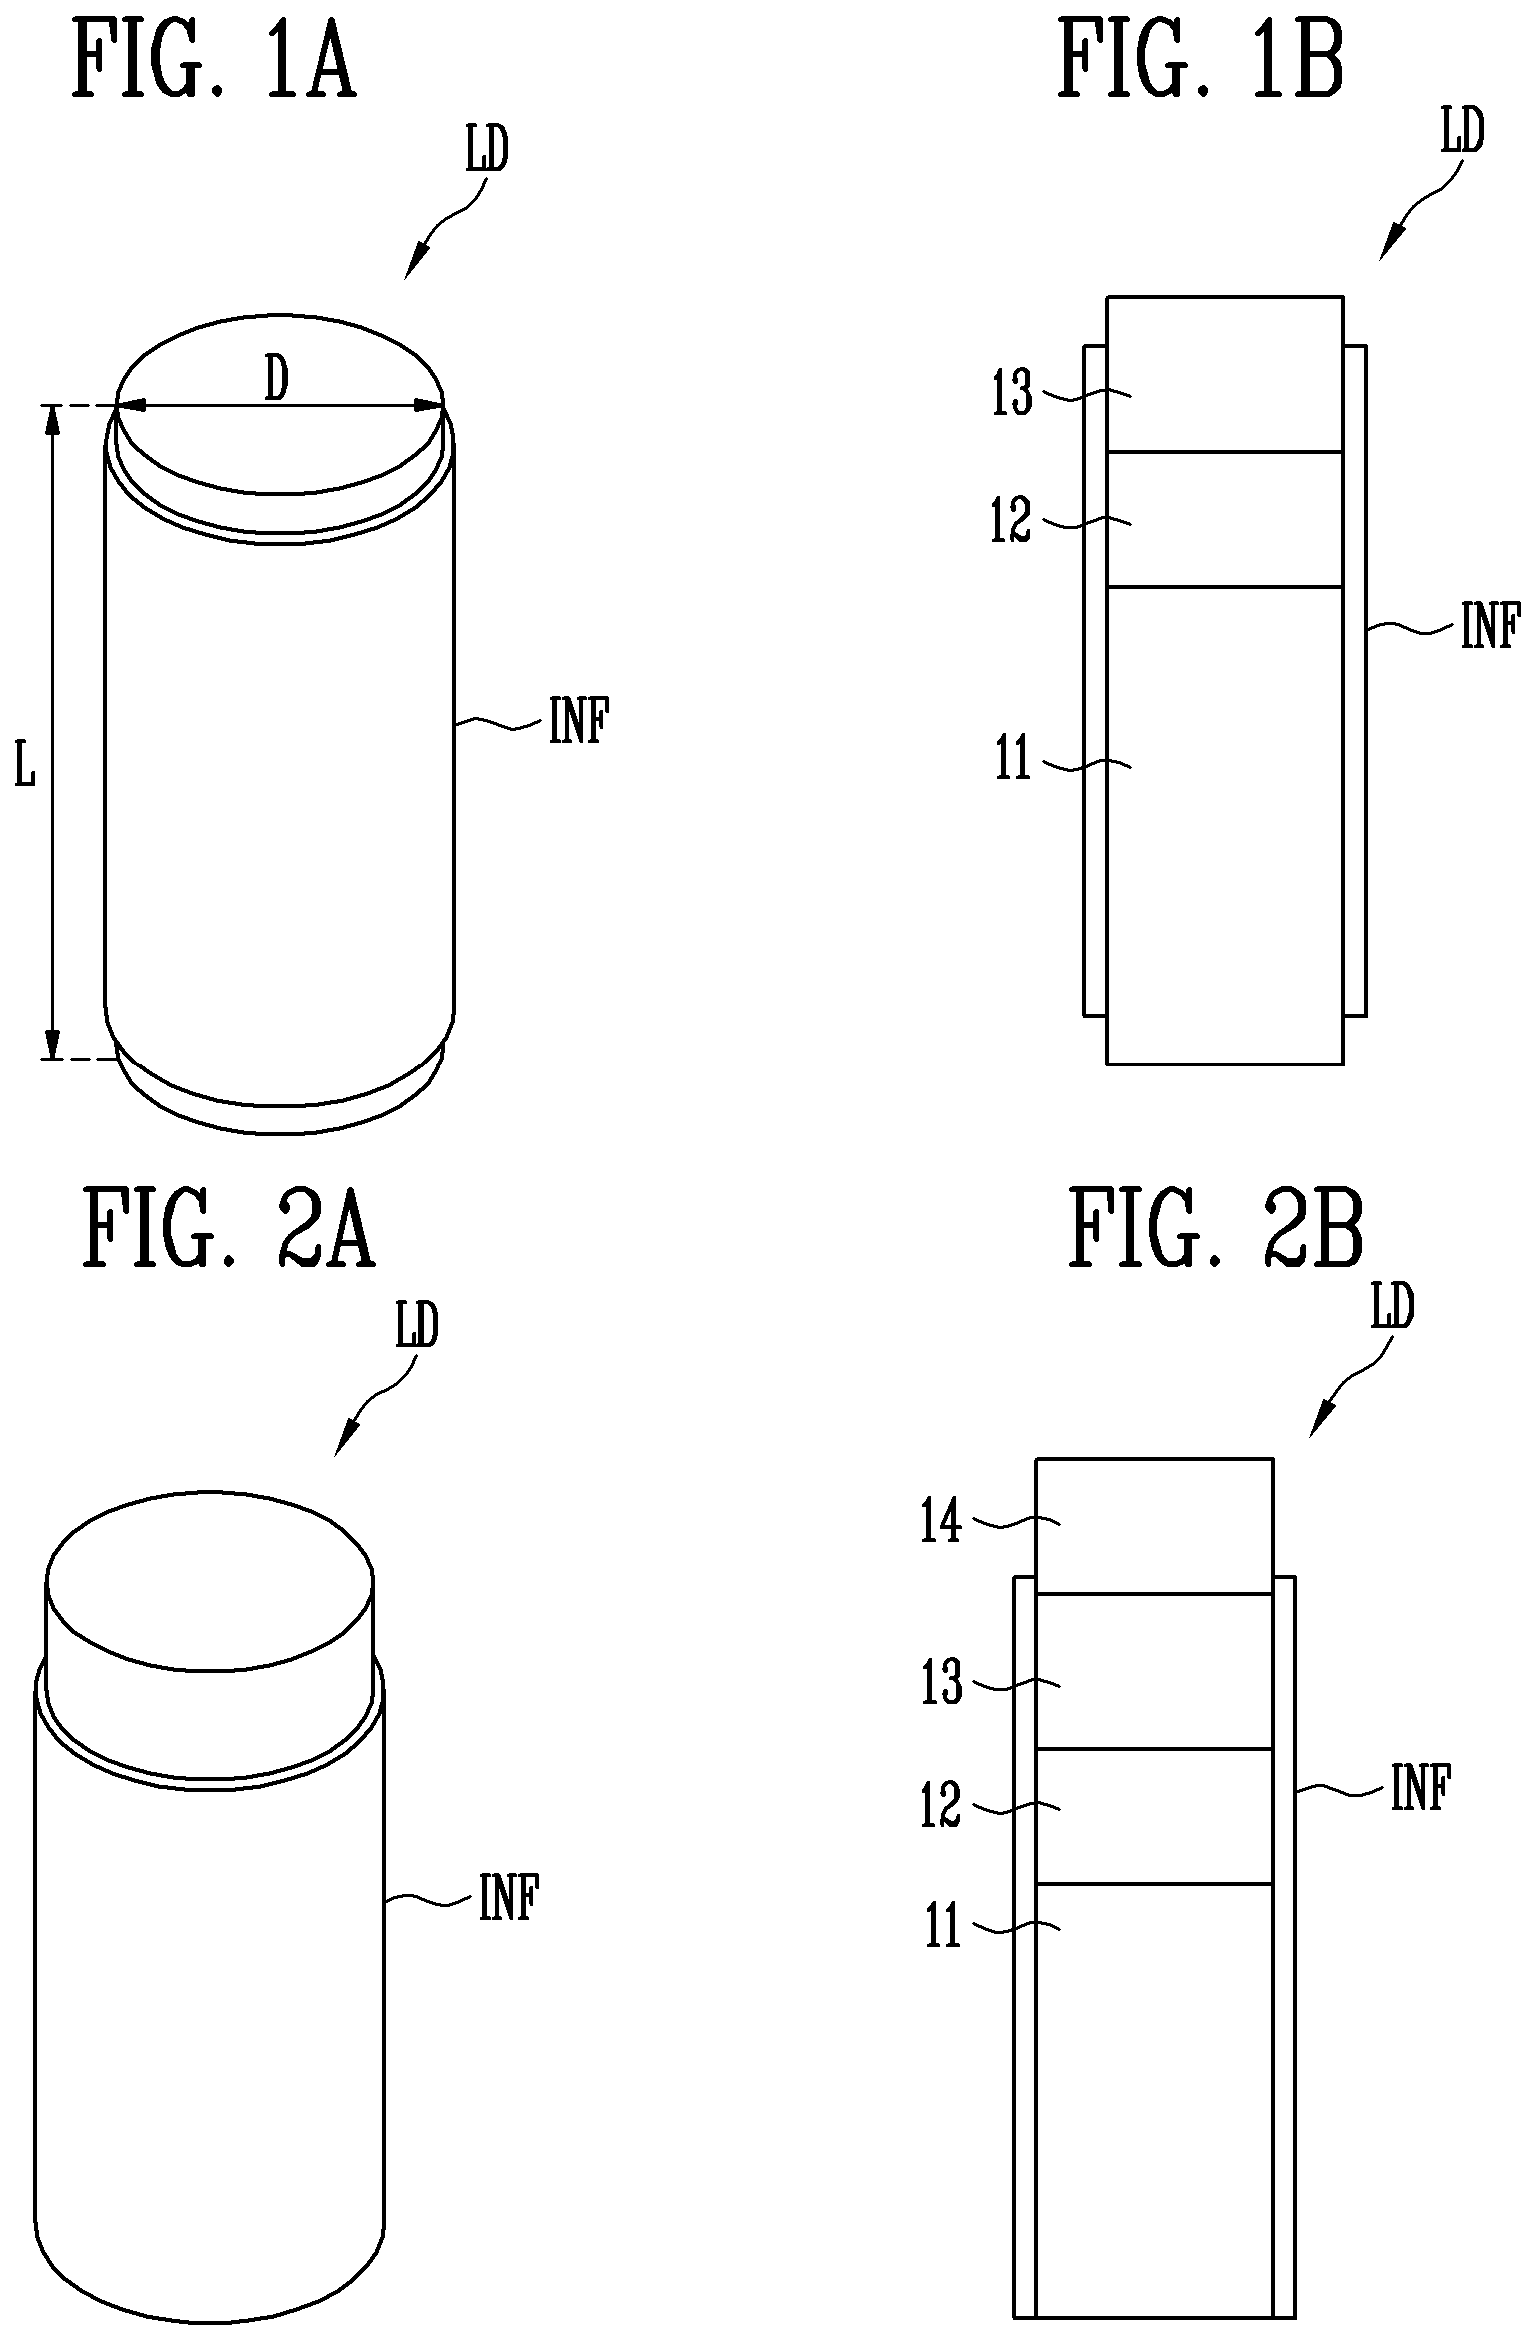 FIG. 1A
LD
D
L
INF
FIG. 1B
LD
13
12
INF
11
FIG. 2A
LD
INF
FIG. 2B
LD
14
13
12
INF
11